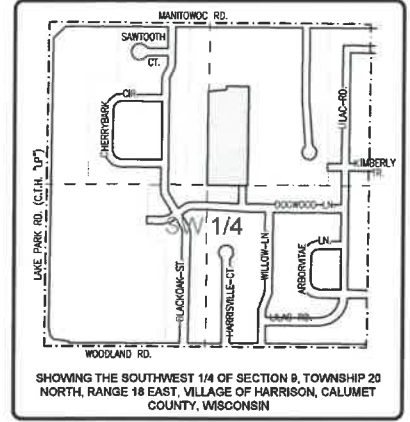 MANITOWOC RD.
SAWTOOTH
CT.
CIR.
CHERRYBARK
LILAC-RD.
KIMBERLY
DR.
LAKE PARK RD. (C.T.H. "LP")
DOGWOOD-LN.
SW 1/4
BLACKOAK-ST.
HARRISVILLE-CT.
WILLOW-LN.
ARBORVITAE
LN.
LILAC RD.
WOODLAND RD.
SHOWING THE SOUTHWEST 1/4 OF SECTION 9, TOWNSHIP 20
NORTH, RANGE 18 EAST, VILLAGE OF HARRISON, CALUMET
COUNTY, WISCONSIN